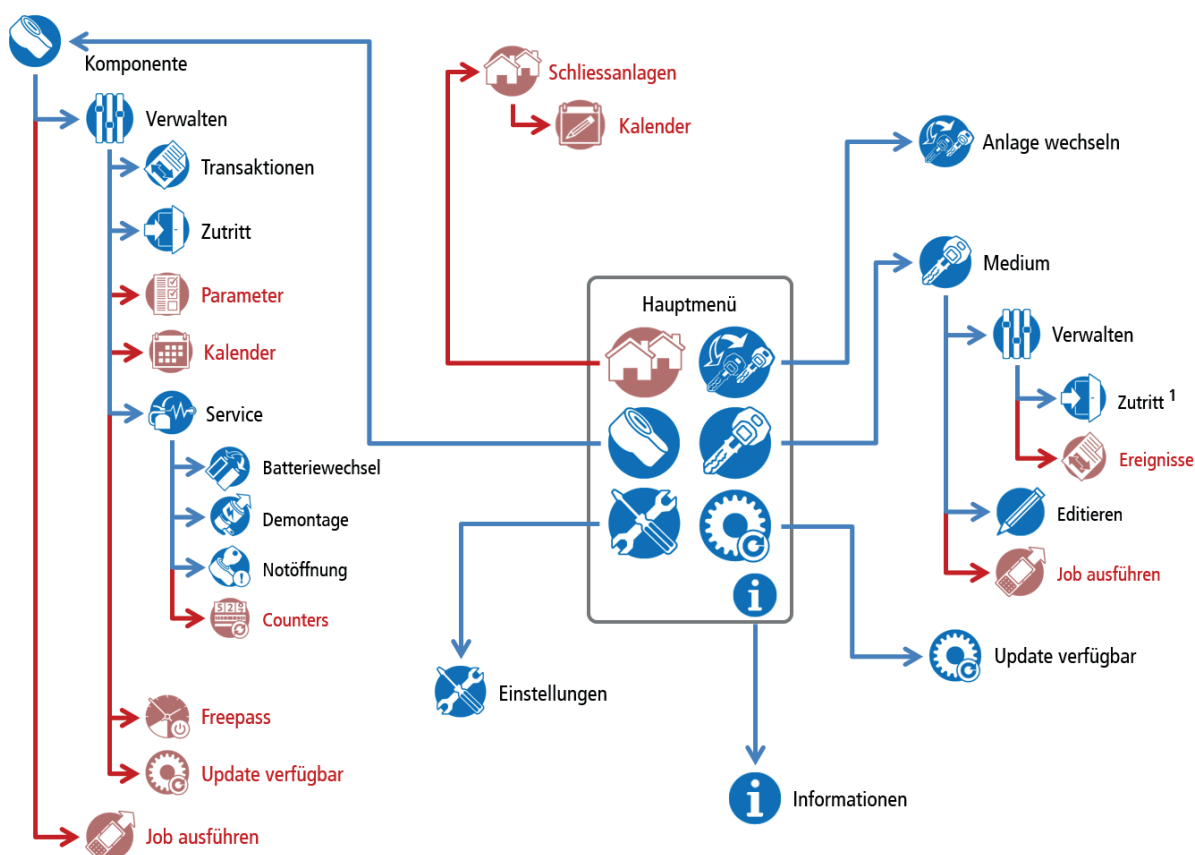 Komponente
Verwalten
Transaktionen
Zutritt
Parameter
Kalender
Service
Batteriewechsel
Demontage
Notöffnung
520
Counters
Freepass
Update verfügbar
Job ausführen
Schliessanlagen
Kalender
Hauptmenü
Einstellungen
Informationen
Anlage wechseln
Medium
Verwalten
Zutritt 1
Ereignisse
Editieren
Job ausführen
Update verfügbar